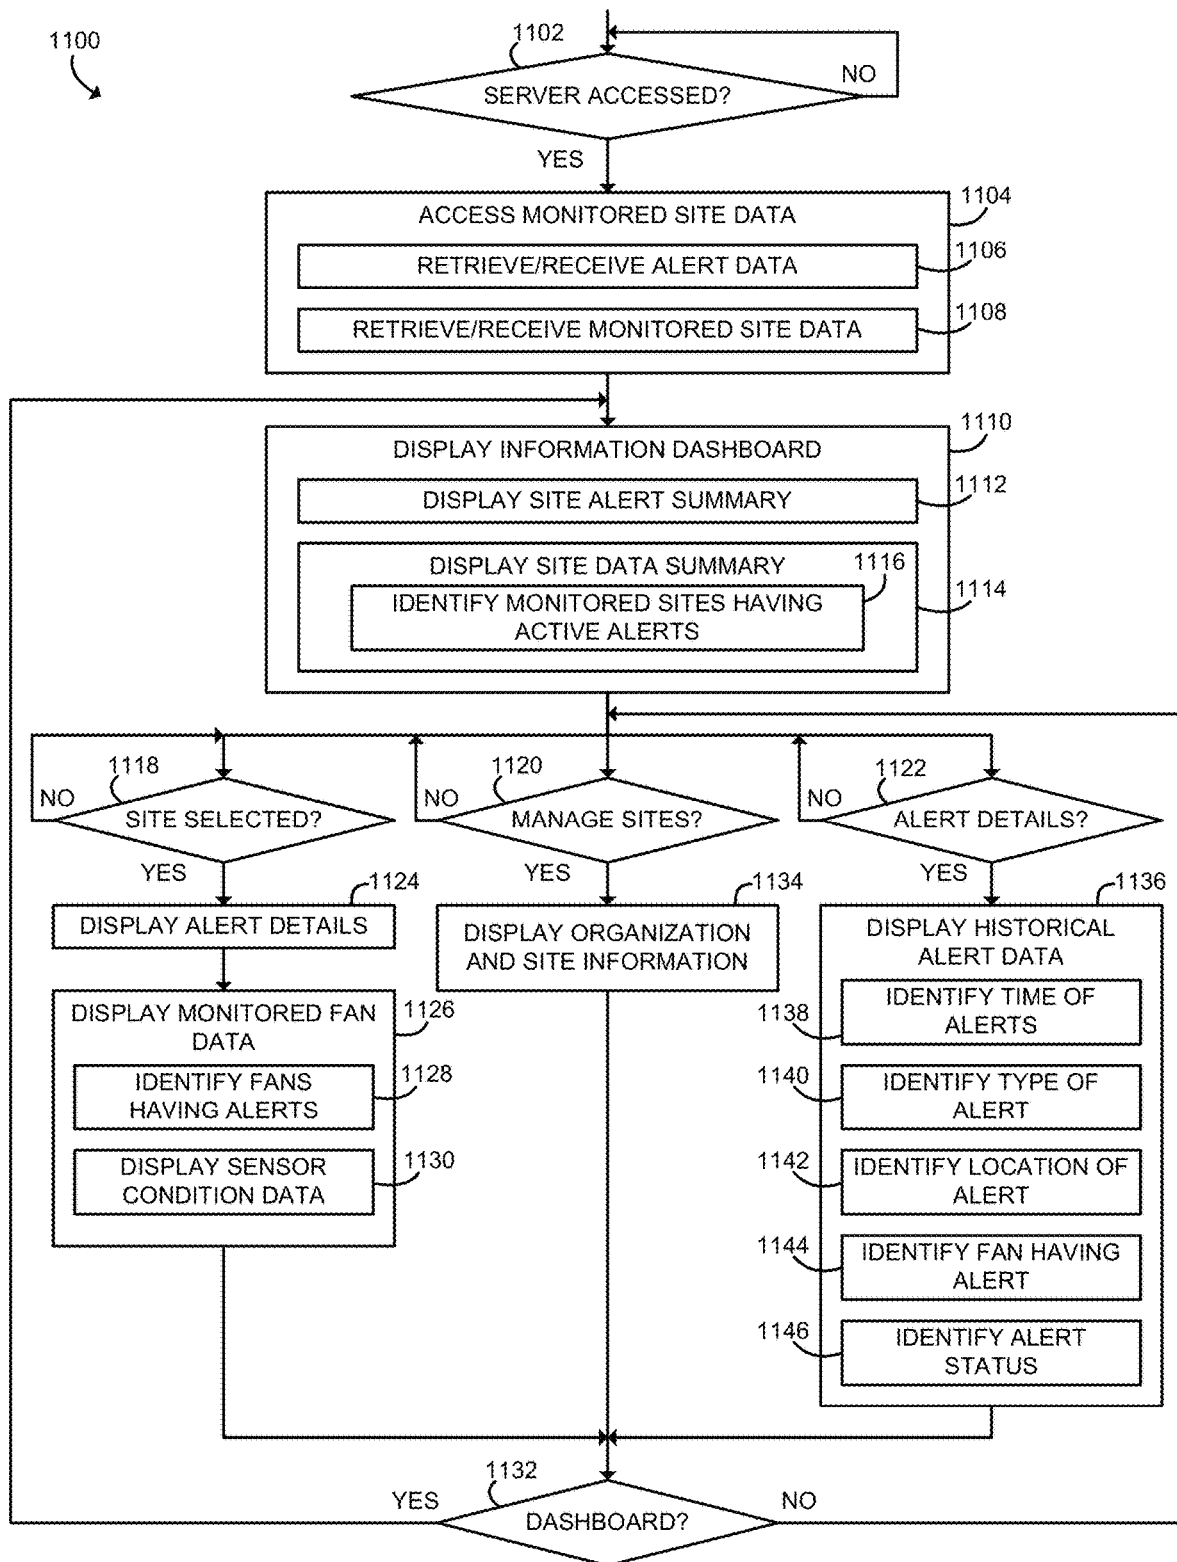 1100
1102
SERVER ACCESSED?
NO
YES
ACCESS MONITORED SITE DATA
1104
RETRIEVE/RECEIVE ALERT DATA
1106
RETRIEVE/RECEIVE MONITORED SITE DATA
1108
DISPLAY INFORMATION DASHBOARD
1110
DISPLAY SITE ALERT SUMMARY
1112
DISPLAY SITE DATA SUMMARY
1116
1114
IDENTIFY MONITORED SITES HAVING
ACTIVE ALERTS
1118
NO
SITE SELECTED?
YES
1120
NO
MANAGE SITES?
YES
1122
NO
ALERT DETAILS?
YES
1124
DISPLAY ALERT DETAILS
DISPLAY MONITORED FAN
DATA
1126
IDENTIFY FANS
HAVING ALERTS
1128
DISPLAY SENSOR
CONDITION DATA
1130
1134
DISPLAY ORGANIZATION
AND SITE INFORMATION
1136
DISPLAY HISTORICAL
ALERT DATA
1138
IDENTIFY TIME OF
ALERTS
1140
IDENTIFY TYPE OF
ALERT
1142
IDENTIFY LOCATION OF
ALERT
1144
IDENTIFY FAN HAVING
ALERT
1146
IDENTIFY ALERT
STATUS
1132
YES
DASHBOARD?
NO